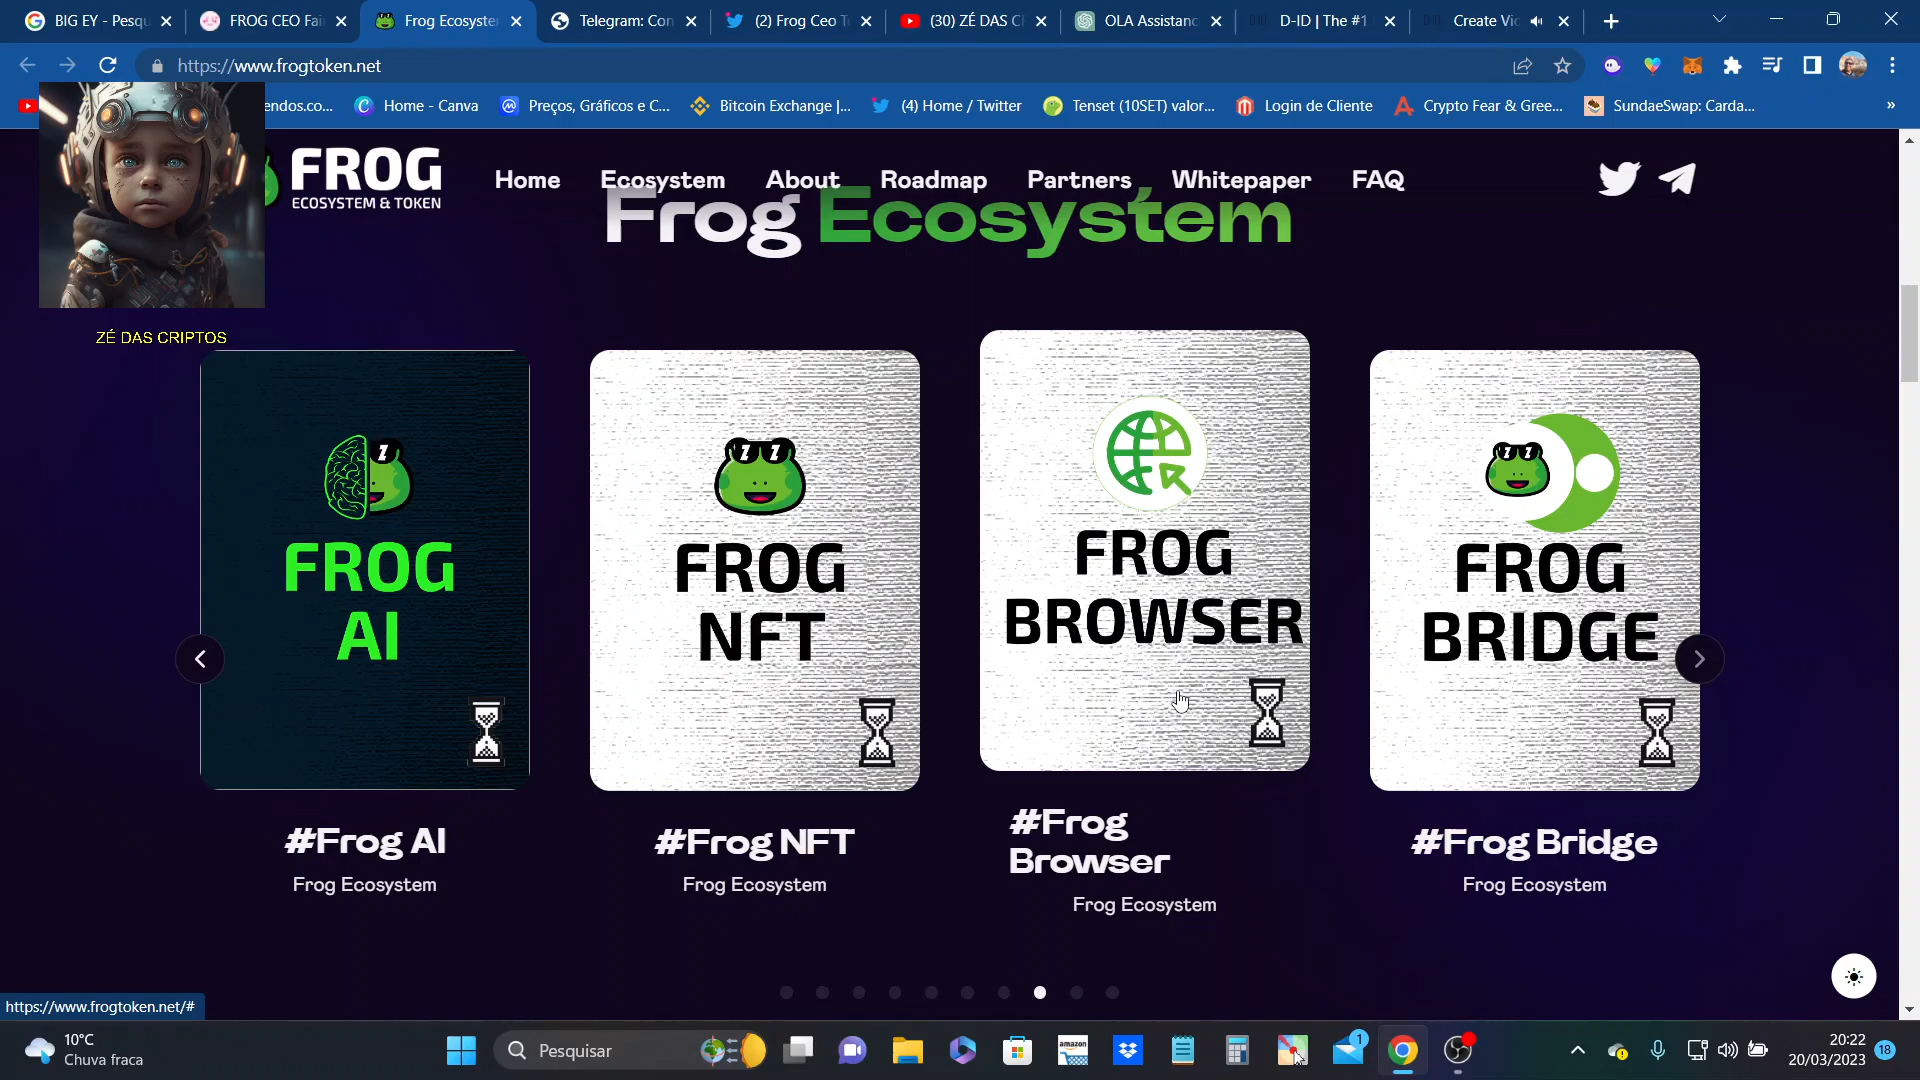 BIG EY - Pesqu
FROG CEO Fair
Frog Ecosyster
Telegram: Con
(2) Frog Ceo T
(30) ZÉ DAS C
OLA Assistanc
D-ID | The #1
Create Vic
https://www.frogtoken.net
endos.co...
Home - Canva
Preços, Gráficos e C...
Bitcoin Exchange |...
(4) Home / Twitter
Tenset (10SET) valor...
Login de Cliente
Crypto Fear & Gree...
SundaeSwap: Carda...
»
FROG
ECOSYSTEM & TOKEN
Home
Ecosystem
About
Roadmap
Partners
Whitepaper
FAQ
Frog Ecosystem
ZÉ DAS CRIPTOS
FROG
AI
FROG
NFT
FROG
BROWSER
FROG
BRIDGE
#Frog AI
Frog Ecosystem
#Frog NFT
Frog Ecosystem
#Frog
Browser
Frog Ecosystem
#Frog Bridge
Frog Ecosystem
https://www.frogtoken.net/#
10°C
Chuva fraca
Pesquisar
amazon
1
20:22
20/03/2023
18